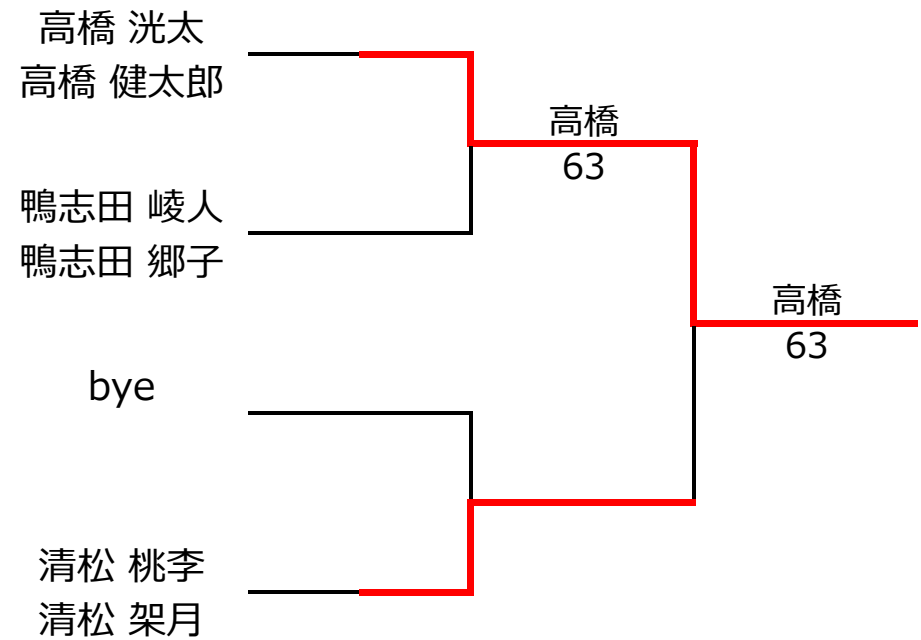 高橋 洸太
高橋 健太郎
高橋
63
鴨志田 崚人
鴨志田 郷子
高橋
63
bye
清松 桃李
清松 架月